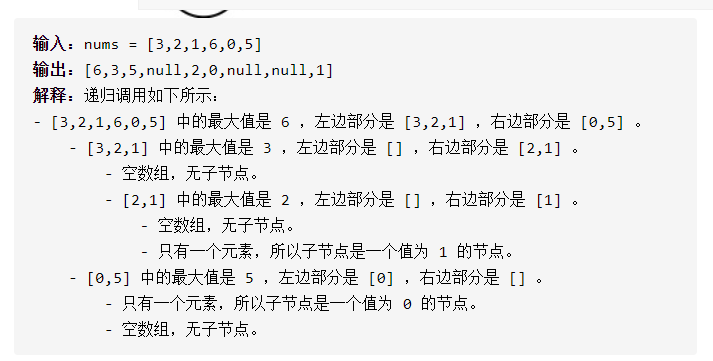 输入：nums = [3,2,1,6,0,5]
输出：[6,3,5,null,2,0,null,null,1]
解释：递归调用如下所示：
- [3,2,1,6,0,5] 中的最大值是 6 ，左边部分是 [3,2,1] ，右边部分是 [0,5] 。
- [3,2,1] 中的最大值是 3 ，左边部分是 [] ，右边部分是 [2,1] 。
- 空数组，无子节点。
- [2,1] 中的最大值是 2 ，左边部分是 [] ，右边部分是 [1] 。
- 空数组，无子节点。
- 只有一个元素，所以子节点是一个值为 1 的节点。
- [0,5] 中的最大值是 5 ，左边部分是 [0] ，右边部分是 [] 。
- 只有一个元素，所以子节点是一个值为 0 的节点。
- 空数组，无子节点。